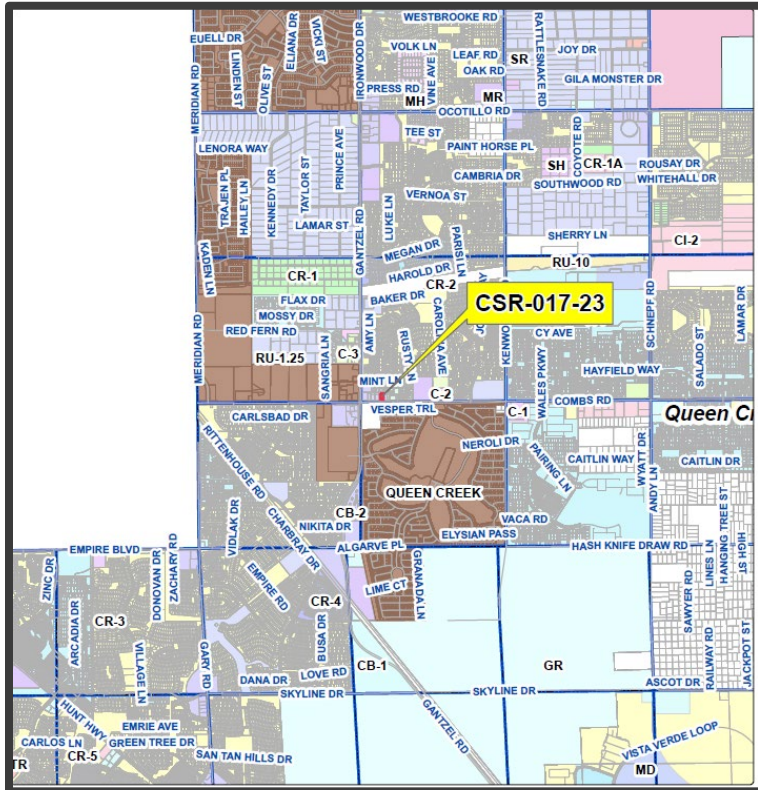 WESTBROOKE RD
EUELL DR
LINDEN ST
OLIVE ST
ELIANA DR
VICKI ST
IRONWOOD DR
VOLK LN
VINE AVE
LEAF RD
OAK RD
SR
RATTLESNAKE RD
JOY DR
GILA MONSTER DR
PRESS RD
MH
MR
MERIDIAN RD
OCOTILLO RD
TEE ST
PAINT HORSE PL
COYOTE RD
LENORA WAY
PRINCE AVE
TAYLOR ST
KENNEDY DR
HAILEY LN
TRAJEN PL
CAMBRIA DR
SH
CR-1A
ROUSAY DR
WHITEHALL DR
SOUTHWOOD RD
VERNOA ST
LUKE LN
LAMAR ST
GANTZEL RD
KADEN LN
SHERRY LN
MEGAN DR
PARISI LN
CI-2
CR-1
HAROLD DR
CR-2
RU-10
BAKER DR
FLAX DR
MOSSY DR
RED FERN RD
CSR-017-23
SCHNEPF RD
SALADO ST
LAMAR DR
MERIDIAN RD
RU-1.25
SANGRIA LN
C-3
AMY LN
RUSTY LN
CY AVE
WALES PKWY
HAYFIELD WAY
MINT LN
C-2
VESPER TRL
COMBS RD
C-1
CARLSBAD DR
NEROLI DR
RITTENHOUSE RD
CAITLIN WAY
PAIRING LN
WYATT DR
ANDY LN
CAITLIN DR
QUEEN CREEK
CB-2
NIKITA DR
VACA RD
ELYSIAN PASS
VIDLAK DR
CHARBRAY DR
HANGING TREE ST
HIGH ST
LINES LN
EMPIRE BLVD
ALGARVE PL
HASH KNIFE DRAW RD
ZINC DR
ARCADIA DR
DONOVAN DR
ZACHARY RD
EMPIRE RD
LIME CT
GRANADA LN
SAWYER RD
RAILWAY RD
JACKPOT ST
CR-3
CR-4
BUSA DR
VILLAGE LN
GARY RD
LOVE RD
CB-1
GR
DANA DR
SKYLINE DR
SKYLINE DR
ASCOT DR
HUNT HWY
EMRIE AVE
GREEN TREE DR
CARLOS LN
CR-5
SAN TAN HILLS DR
GANTZEL RD
VISTA VERDE LOOP
MD